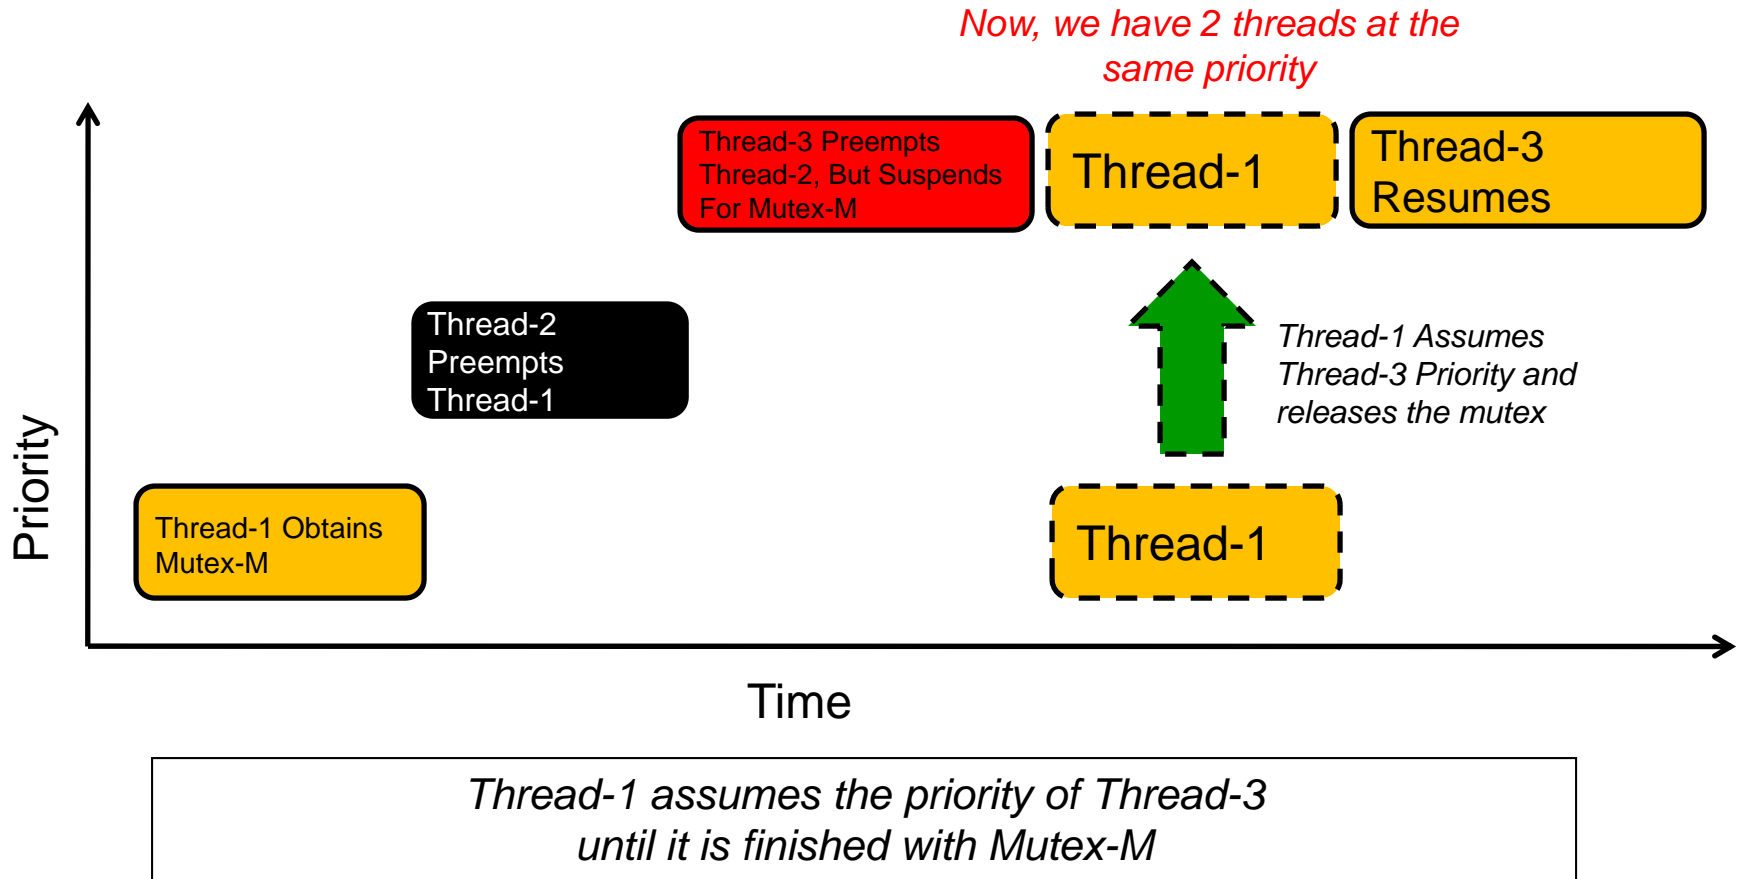 Now, we have 2 threads at the
same priority
Thread-3 Preempts
Thread-2, But Suspends
For Mutex-M
Thread-1
Thread-3
Resumes
Thread-2
Preempts
Thread-1
Thread-1 Assumes
Thread-3 Priority and
releases the mutex
Priority
Thread-1 Obtains
Mutex-M
Thread-1
Time
Thread-1 assumes the priority of Thread-3
until it is finished with Mutex-M